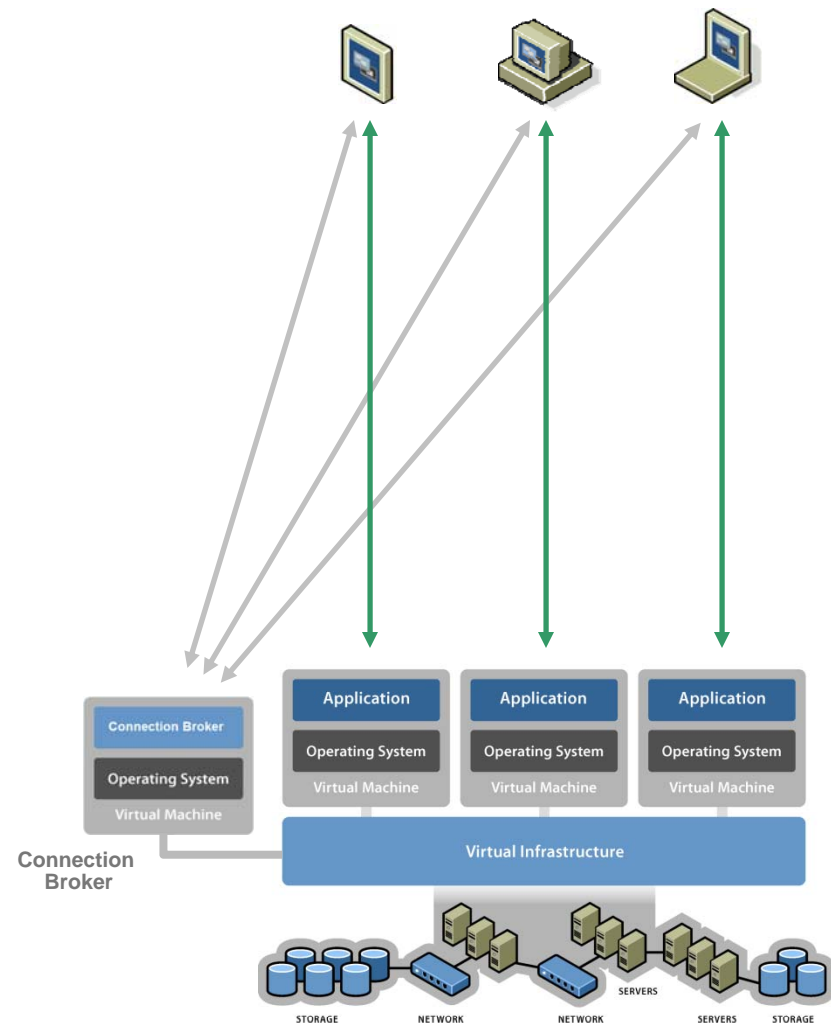 Application
Application
Application
Connection Broker
Operating System
Operating System
Operating System
Operating System
Virtual Machine
Virtual Machine
Virtual Machine
Virtual Machine
Connection
Broker
Virtual Infrastructure
STORAGE
NETWORK
NETWORK
SERVERS
SERVERS
STORAGE